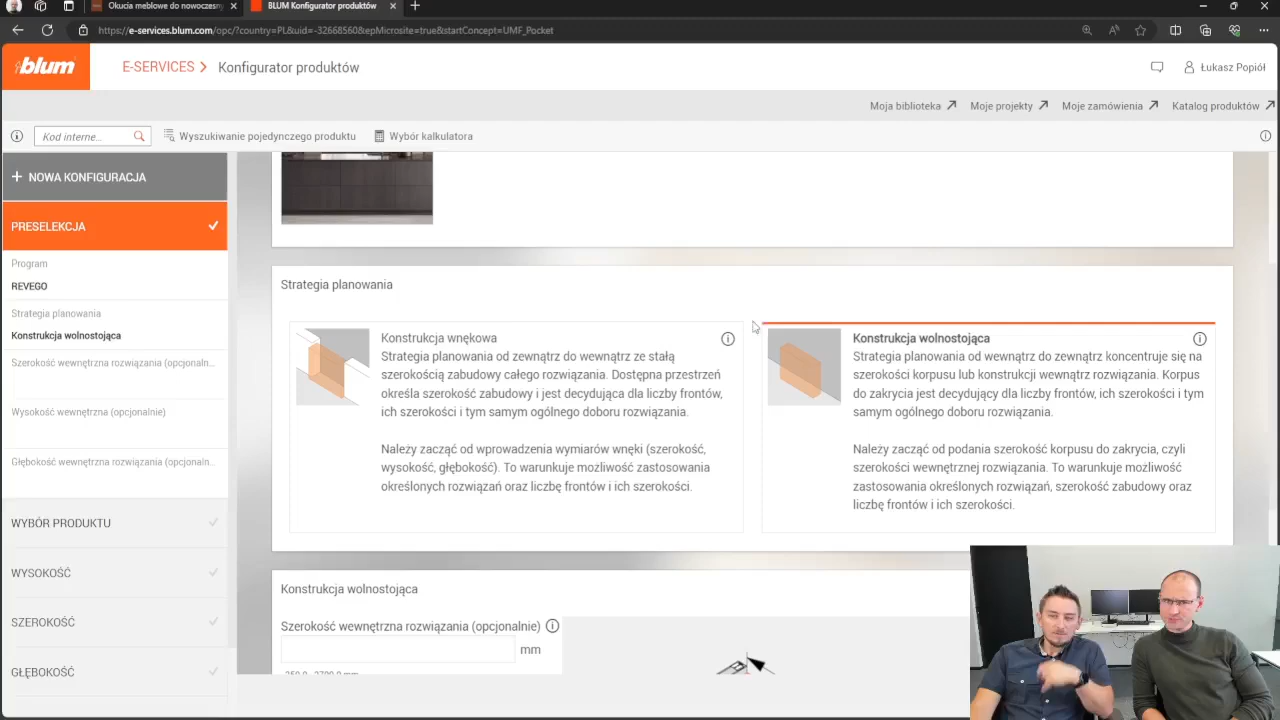 Okucia meblowe do nowoczesny
BLUM Konfigurator produktów
https://e-services.blum.com/opc/?country=PL&uid=-32668560&epMicrosite=true&startConcept=UMF_Pocket
blum
E-SERVICES
Konfigurator produktów
Łukasz Popiół
Moja biblioteka
Moje projekty
Moje zamówienia
Katalog produktów
Kod interne...
Wyszukiwanie pojedynczego produktu
Wybór kalkulatora
+ NOWA KONFIGURACJA
PRESELEKCJA
Program
REVEGO
Strategia planowania
Konstrukcja wolnostojąca
Szerokość wewnętrzna rozwiązania (opcjonaln...
Wysokość wewnętrzna (opcjonalnie)
Głębokość wewnętrzna rozwiązania (opcjonaln...
WYBÓR PRODUKTU
WYSOKOŚĆ
SZEROKOŚĆ
GŁĘBOKOŚĆ
Strategia planowania
Konstrukcja wnękowa
Strategia planowania od zewnątrz do wewnątrz ze stałą
szerokością zabudowy całego rozwiązania. Dostępna przestrzeń
określa szerokość zabudowy i jest decydująca dla liczby frontów,
ich szerokości i tym samym ogólnego doboru rozwiązania.
Należy zacząć od wprowadzenia wymiarów wnęki (szerokość,
wysokość, głębokość). To warunkuje możliwość zastosowania
określonych rozwiązań oraz liczbę frontów i ich szerokości.
Konstrukcja wolnostojąca
Strategia planowania od wewnątrz do zewnątrz koncentruje się na
szerokości korpusu lub konstrukcji wewnątrz rozwiązania. Korpus
do zakrycia jest decydujący dla liczby frontów, ich szerokości i tym
samym ogólnego doboru rozwiązania.
Należy zacząć od podania szerokość korpusu do zakrycia, czyli
szerokości wewnętrznej rozwiązania. To warunkuje możliwość
zastosowania określonych rozwiązań, szerokość zabudowy oraz
liczbę frontów i ich szerokości.
Konstrukcja wolnostojąca
Szerokość wewnętrzna rozwiązania (opcjonalnie)
mm